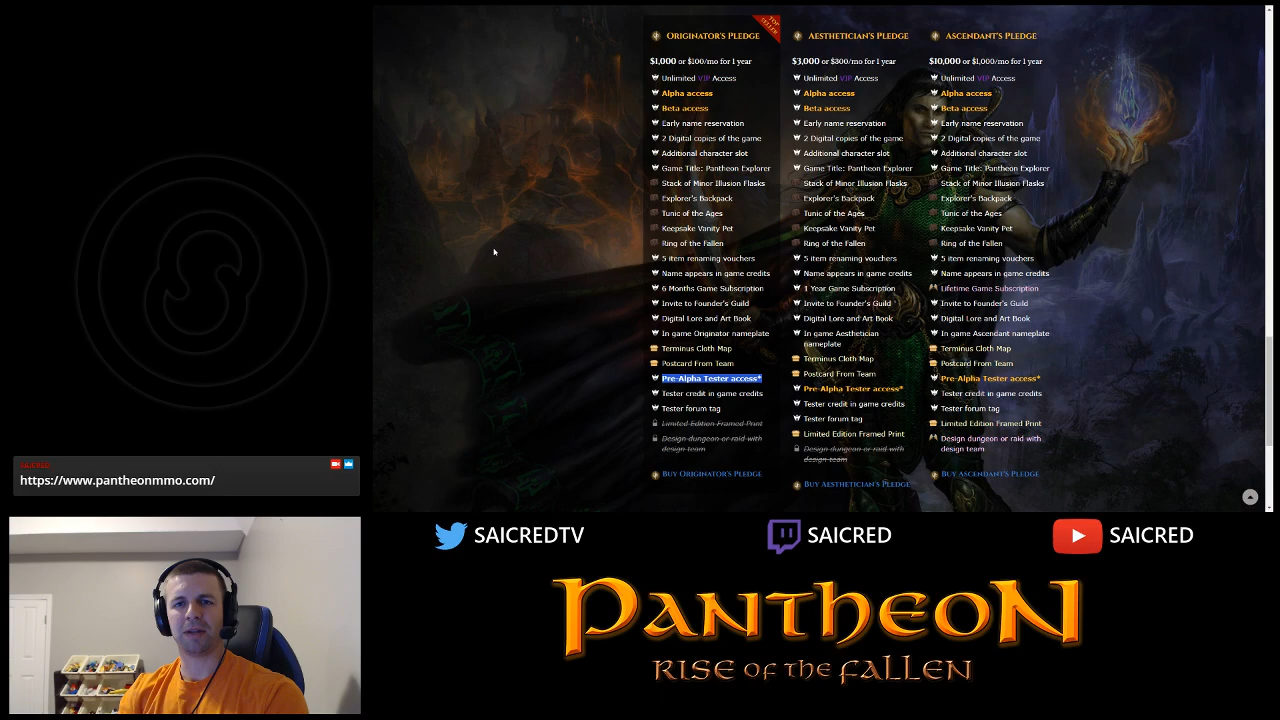 TOP SELLER
ORIGINATOR'S PLEDGE
$1,000 or $100/mo for 1 year
Unlimited VIP Access
Alpha access
Beta access
Early name reservation
2 Digital copies of the game
Additional character slot
Game Title: Pantheon Explorer
Stack of Minor Illusion Flasks
Explorer's Backpack
Tunic of the Ages
Keepsake Vanity Pet
Ring of the Fallen
5 item renaming vouchers
Name appears in game credits
6 Months Game Subscription
Invite to Founder's Guild
Digital Lore and Art Book
In game Originator nameplate
Terminus Cloth Map
Postcard From Team
Pre-Alpha Tester access*
Tester credit in game credits
Tester forum tag
Limited Edition Framed Print
Design dungeon or raid with
design team
BUY ORIGINATOR'S PLEDGE
AESTHETICIAN'S PLEDGE
$3,000 or $300/mo for 1 year
Unlimited VIP Access
Alpha access
Beta access
Early name reservation
2 Digital copies of the game
Additional character slot
Game Title: Pantheon Explorer
Stack of Minor Illusion Flasks
Explorer's Backpack
Tunic of the Ages
Keepsake Vanity Pet
Ring of the Fallen
5 item renaming vouchers
Name appears in game credits
1 Year Game Subscription
Invite to Founder's Guild
Digital Lore and Art Book
In game Aesthetician
nameplate
Terminus Cloth Map
Postcard From Team
Pre-Alpha Tester access*
Tester credit in game credits
Tester forum tag
Limited Edition Framed Print
Design dungeon or raid with
design team
BUY AESTHETICIAN'S PLEDGE
ASCENDANT'S PLEDGE
$10,000 or $1,000/mo for 1 year
Unlimited VIP Access
Alpha access
Beta access
Early name reservation
2 Digital copies of the game
Additional character slot
Game Title: Pantheon Explorer
Stack of Minor Illusion Flasks
Explorer's Backpack
Tunic of the Ages
Keepsake Vanity Pet
Ring of the Fallen
5 item renaming vouchers
Name appears in game credits
Lifetime Game Subscription
Invite to Founder's Guild
Digital Lore and Art Book
In game Ascendant nameplate
Terminus Cloth Map
Postcard From Team
Pre-Alpha Tester access*
Tester credit in game credits
Tester forum tag
Limited Edition Framed Print
Design dungeon or raid with
design team
BUY ASCENDANT'S PLEDGE
SAICRED
https://www.pantheonmmo.com/
SAICREDTV
SAICRED
SAICRED
PANTHEON
RISE OF THE FALLEN